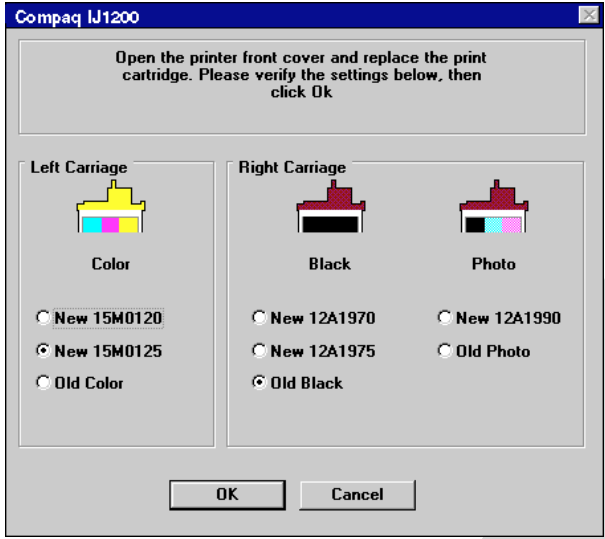 Compaq IJ1200
Open the printer front cover and replace the print
cartridge. Please verify the settings below, then
click Ok
Left Carriage
Color
New 15M0120
New 15M0125
Old Color
Right Carriage
Black
Photo
New 12A1970
New 12A1990
New 12A1975
Old Photo
Old Black
OK
Cancel